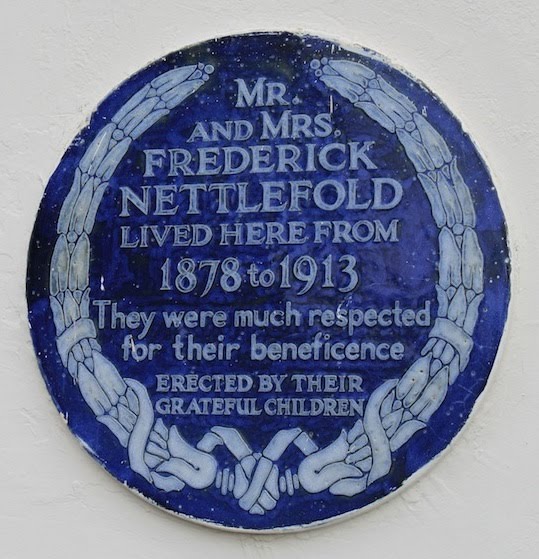 MR.
AND MRS.
FREDERICK
NETTLEFOLD
LIVED HERE FROM
1878 to 1913
They were much respected
for their beneficence
ERECTED BY THEIR
GRATEFUL CHILDREN